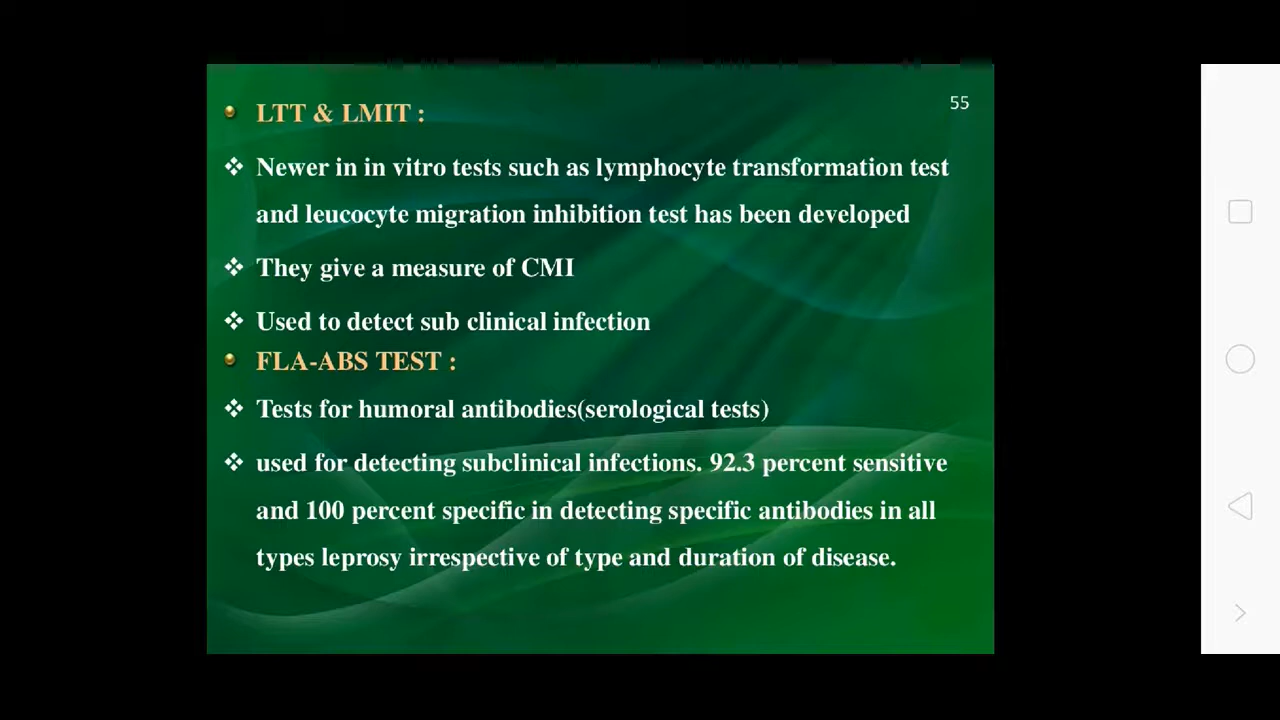 55
LTT & LMIT :
Newer in in vitro tests such as lymphocyte transformation test
and leucocyte migration inhibition test has been developed
They give a measure of CMI
Used to detect sub clinical infection
FLA-ABS TEST :
Tests for humoral antibodies(serological tests)
used for detecting subclinical infections. 92.3 percent sensitive
and 100 percent specific in detecting specific antibodies in all
types leprosy irrespective of type and duration of disease.